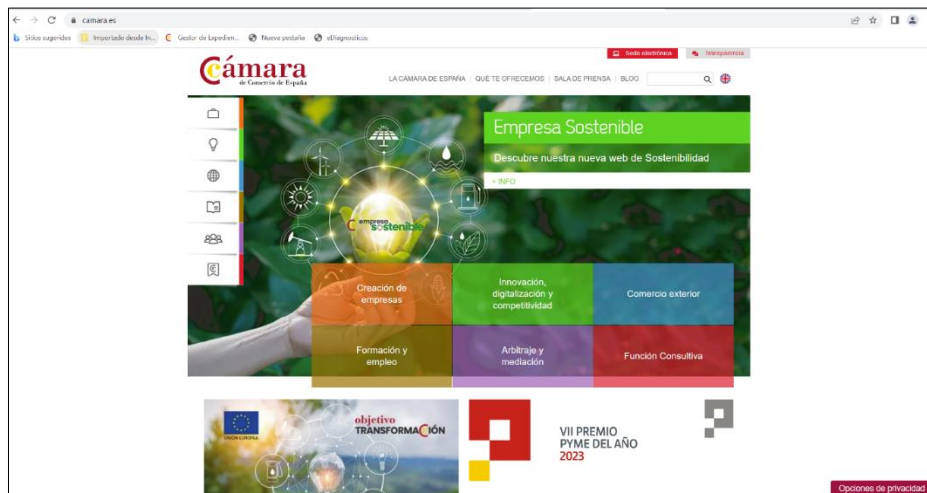 camara.es
Sitios sugeridos
Importado desde In...
Gestor de Expedien...
Nueva pestaña
eDiagnosticos
Sede electrónica
Transparencia
Cámara
de Comercio de España
LA CÁMARA DE ESPAÑA | QUÉ TE OFRECEMOS | SALA DE PRENSA | BLOG
Empresa Sostenible
Descubre nuestra nueva web de Sostenibilidad
+ INFO
empresa
sostenible
Creación de
empresas
Innovación,
digitalización y
competitividad
Comercio exterior
Formación y
empleo
Arbitraje y
mediación
Función Consultiva
UNIÓN EUROPEA
objetivo
TRANSFORMACIÓN
VII PREMIO
PYME DEL AÑO
2023
Opciones de privacidad